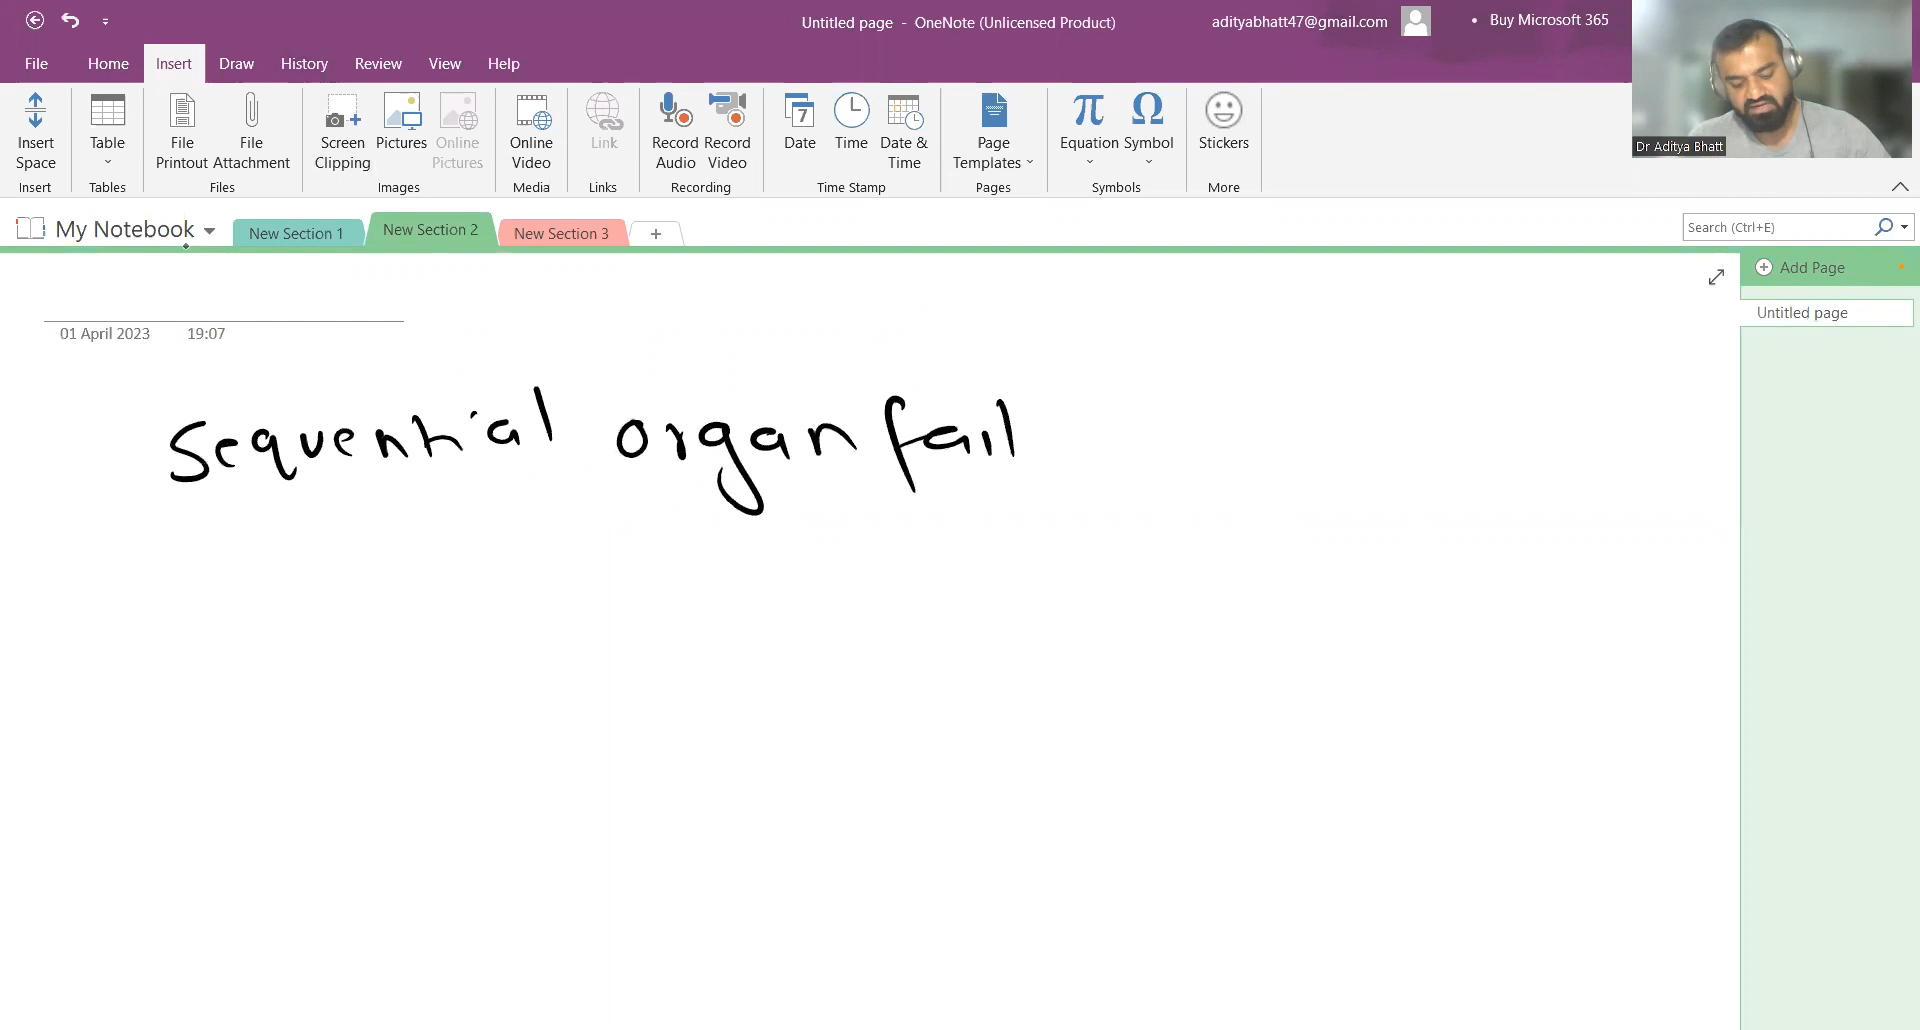 Untitled page - OneNote (Unlicensed Product) adityabhatt47@gmail.com Buy Microsoft 365
File Home Insert Draw History Review View Help
Insert Space Table File Printout File Attachment Screen Clipping Pictures Online Pictures Online Video Link Record Audio Record Video Date Time Date & Time Page Templates Equation Symbol Stickers
Insert Tables Files Images Media Links Recording Time Stamp Pages Symbols More
Dr Aditya Bhatt
My Notebook New Section 1 New Section 2 New Section 3 + Search (Ctrl+E)
Add Page
Untitled page
01 April 2023 19:07
Sequential organ fail